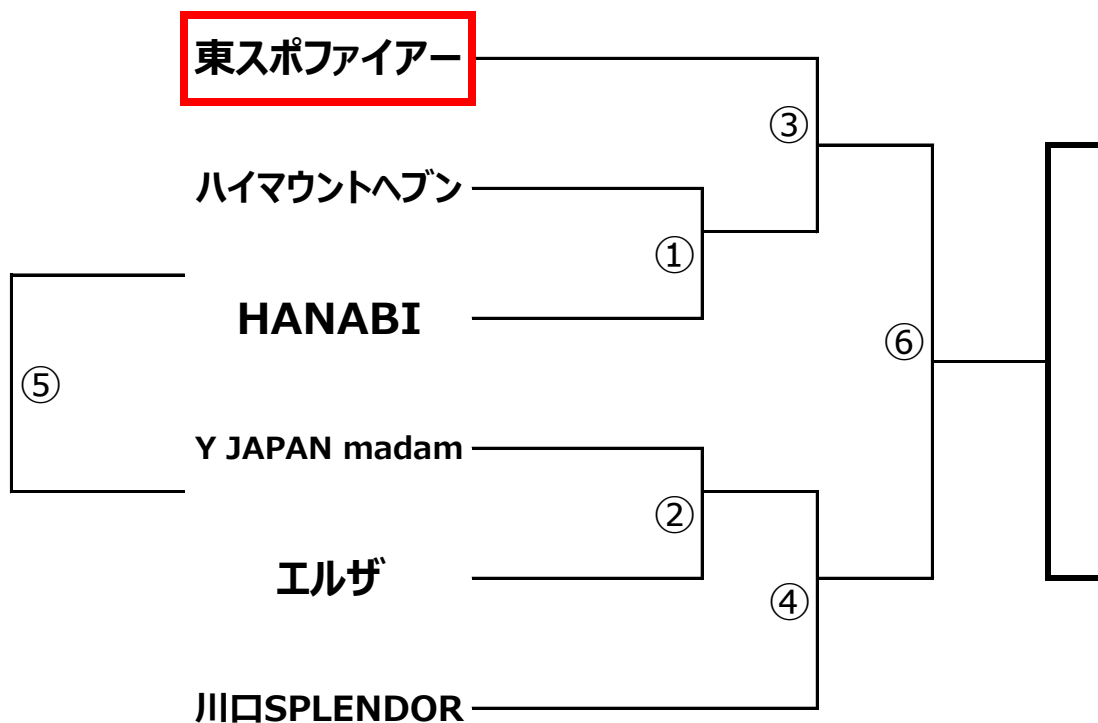 東スポファイアー
③
ハイマウントヘブン
①
HANABI
⑥
⑤
Y JAPAN madam
②
エルザ
④
川口SPLENDOR